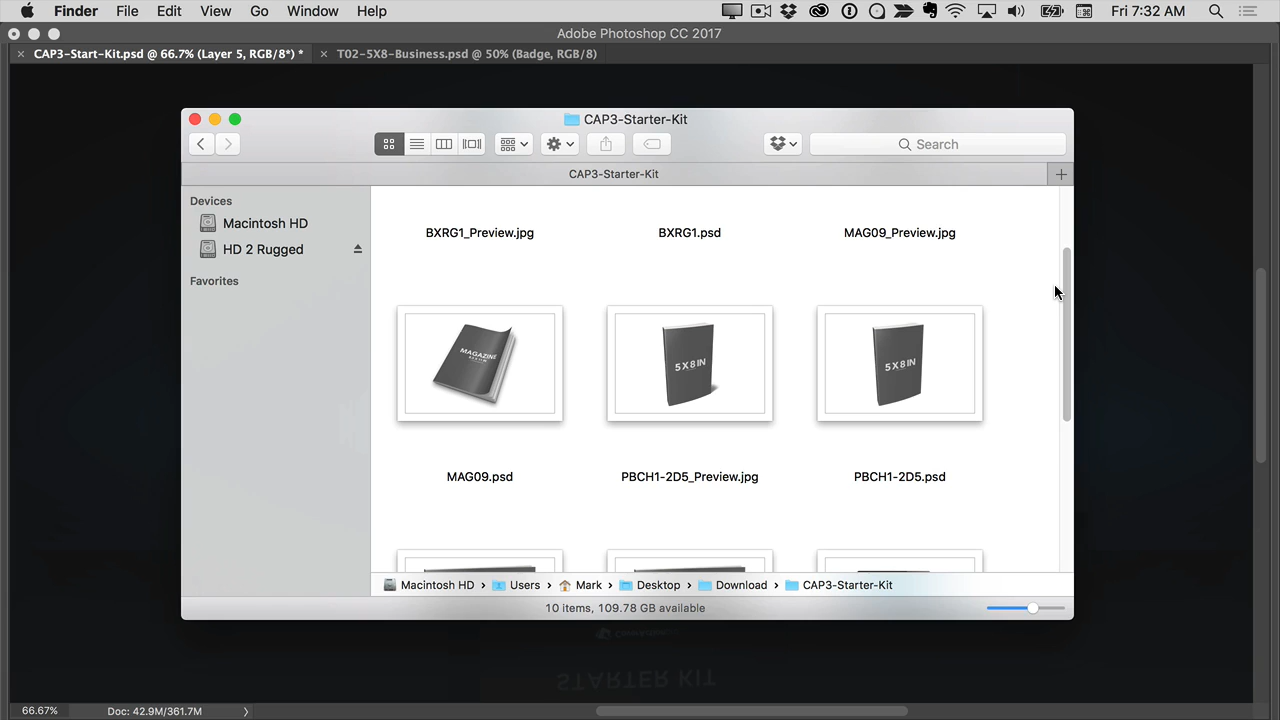 Finder File Edit View Go Window Help Fri 7:32 AM
Adobe Photoshop CC 2017
CAP3-Start-Kit.psd @ 66.7% (Layer 5, RGB/8*) * T02-5X8-Business.psd @ 50% (Badge, RGB/8)
CAP3-Starter-Kit
Search
CAP3-Starter-Kit
Devices
Macintosh HD
HD 2 Rugged
Favorites
BXRG1_Preview.jpg BXRG1.psd MAG09_Preview.jpg
MAGAZINE
5X8IN
5X8IN
MAG09.psd PBCH1-2D5_Preview.jpg PBCH1-2D5.psd
Macintosh HD › Users › Mark › Desktop › Download › CAP3-Starter-Kit
10 items, 109.78 GB available
STARTER KIT
66.67% Doc: 42.9M/361.7M